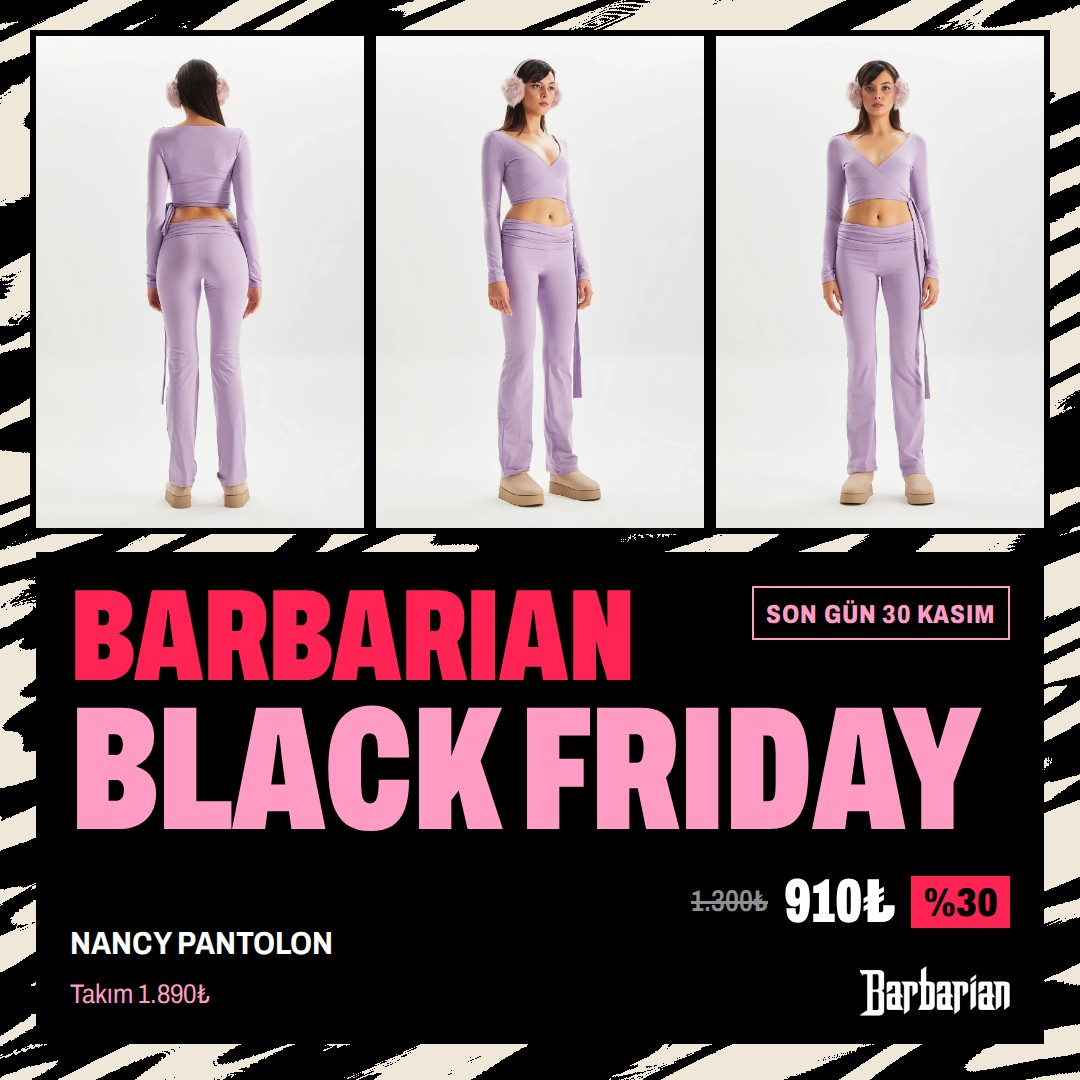 BARBARIAN
SON GÜN 30 KASIM
BLACK FRIDAY
1.300₺ 910₺ %30
NANCY PANTOLON
Takım 1.890₺
Barbarian